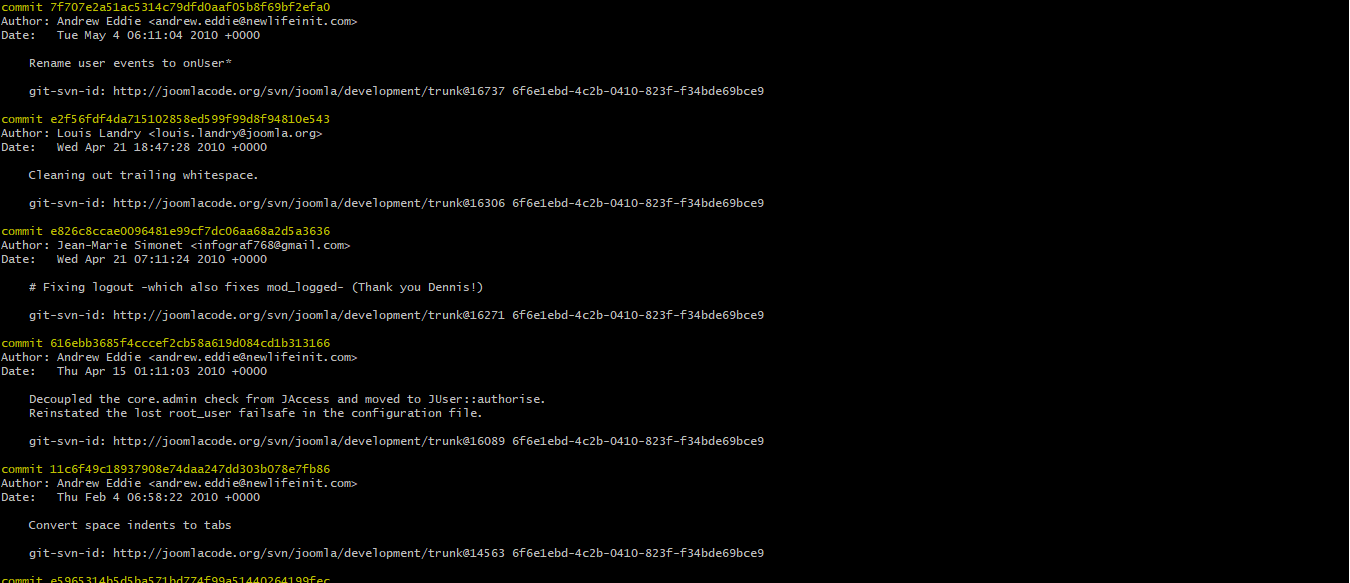 commit 7f707e2a51ac5314c79dfd0aaf05b8f69bf2efa0
Author: Andrew Eddie <andrew.eddie@newlifeinit.com>
Date:   Tue May 4 06:11:04 2010 +0000
Rename user events to onUser*
git-svn-id: http://joomlacode.org/svn/joomla/development/trunk@16737 6f6e1ebd-4c2b-0410-823f-f34bde69bce9
commit e2f56fdf4da715102858ed599f99d8f94810e543
Author: Louis Landry <louis.landry@joomla.org>
Date:   Wed Apr 21 18:47:28 2010 +0000
Cleaning out trailing whitespace.
git-svn-id: http://joomlacode.org/svn/joomla/development/trunk@16306 6f6e1ebd-4c2b-0410-823f-f34bde69bce9
commit e826c8ccae0096481e99cf7dc06aa68a2d5a3636
Author: Jean-Marie Simonet <infograf768@gmail.com>
Date:   Wed Apr 21 07:11:24 2010 +0000
# Fixing logout -which also fixes mod_logged- (Thank you Dennis!)
git-svn-id: http://joomlacode.org/svn/joomla/development/trunk@16271 6f6e1ebd-4c2b-0410-823f-f34bde69bce9
commit 616ebb3685f4cccef2cb58a619d084cd1b313166
Author: Andrew Eddie <andrew.eddie@newlifeinit.com>
Date:   Thu Apr 15 01:11:03 2010 +0000
Decoupled the core.admin check from JAccess and moved to JUser::authorise.
Reinstated the lost root_user failsafe in the configuration file.
git-svn-id: http://joomlacode.org/svn/joomla/development/trunk@16089 6f6e1ebd-4c2b-0410-823f-f34bde69bce9
commit 11c6f49c18937908e74daa247dd303b078e7fb86
Author: Andrew Eddie <andrew.eddie@newlifeinit.com>
Date:   Thu Feb 4 06:58:22 2010 +0000
Convert space indents to tabs
git-svn-id: http://joomlacode.org/svn/joomla/development/trunk@14563 6f6e1ebd-4c2b-0410-823f-f34bde69bce9
commit